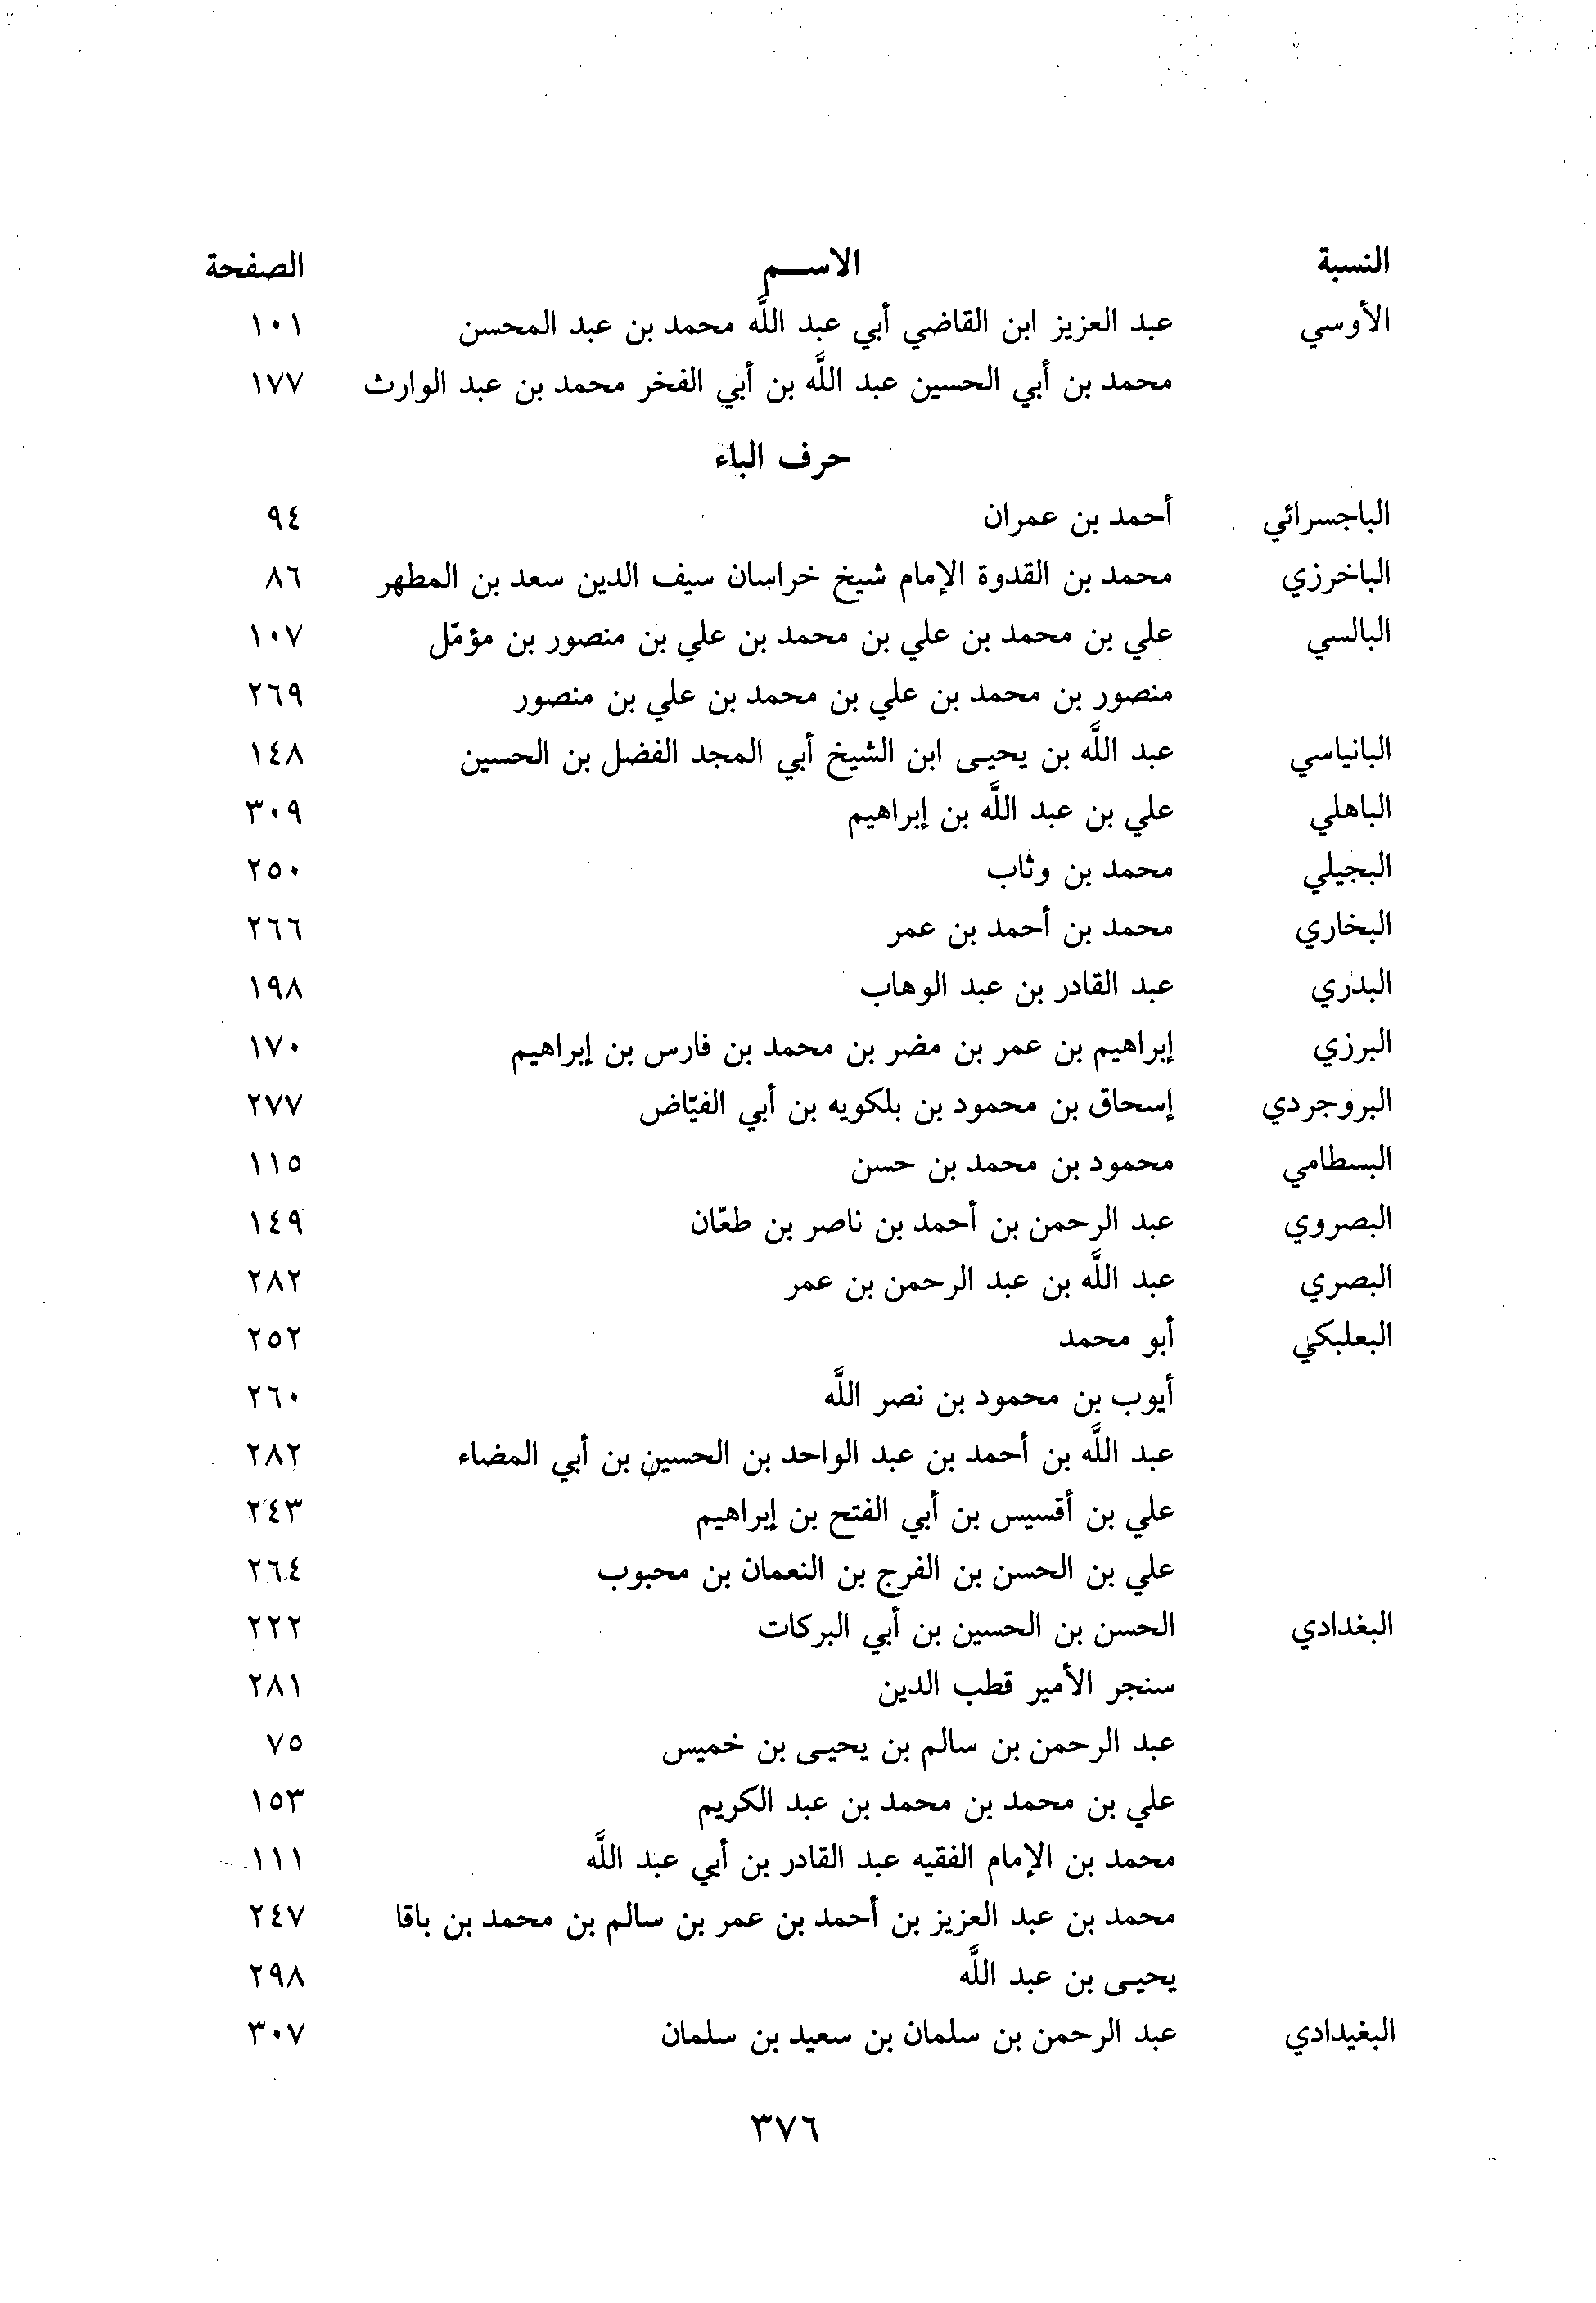 النسبة الاســم الصفحة
الأوسي عبد العزيز ابن القاضي أبي عبد اللَّه محمد بن عبد المحسن ١٠١
محمد بن أبي الحسين عبد اللَّه بن أبي الفخر محمد بن عبد الوارث ١٧٧
حرف الباء
الباجسرائي أحمد بن عمران ٩٤
الباخرزي محمد بن القدوة الإمام شيخ خراسان سيف الدين سعد بن المطهر ٨٦
البالسي علي بن محمد بن علي بن محمد بن علي بن منصور بن مؤمّل ١٠٧
منصور بن محمد بن علي بن محمد بن علي بن منصور ٢٦٩
البانياسي عبد اللَّه بن يحيـى ابن الشيخ أبي المجد الفضل بن الحسين ١٤٨
الباهلي علي بن عبد اللَّه بن إبراهيم ٣٠٩
البجيلي محمد بن وثاب ٢٥٠
البخاري محمد بن أحمد بن عمر ٢٦٦
البدري عبد القادر بن عبد الوهاب ١٩٨
البرزي إبراهيم بن عمر بن مضر بن محمد بن فارس بن إبراهيم ١٧٠
البروجردي إسحاق بن محمود بن بلكويه بن أبي الفيّاض ٢٧٧
البسطامي محمود بن محمد بن حسن ١١٥
البصروي عبد الرحمن بن أحمد بن ناصر بن طعّان ١٤٩
البصري عبد اللَّه بن عبد الرحمن بن عمر ٢٨٢
البعلبكي أبو محمد ٢٥٢
أيوب بن محمود بن نصر اللَّه ٢٦٠
عبد اللَّه بن أحمد بن عبد الواحد بن الحسين بن أبي المضاء ٢٨٢
علي بن أقسيس بن أبي الفتح بن إبراهيم ٢٤٣
علي بن الحسن بن الفرج بن النعمان بن محبوب ٢٦٤
البغدادي الحسن بن الحسين بن أبي البركات ٢٢٢
سنجر الأمير قطب الدين ٢٨١
عبد الرحمن بن سالم بن يحيـى بن خميس ٧٥
علي بن محمد بن محمد بن عبد الكريم ١٥٣
محمد بن الإمام الفقيه عبد القادر بن أبي عبد اللَّه ١١١
محمد بن عبد العزيز بن أحمد بن عمر بن سالم بن محمد بن باقا ٢٤٧
يحيـى بن عبد اللَّه ٢٩٨
البغيدادي عبد الرحمن بن سلمان بن سعيد بن سلمان ٣٠٧
٣٧٦